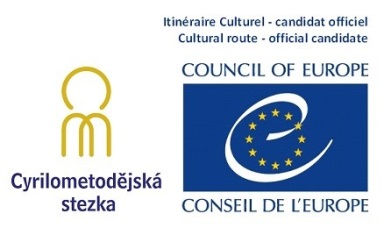 Itinéraire Culturel - candidat officiel
Cultural route - official candidate
COUNCIL OF EUROPE
CONSEIL DE L'EUROPE
Cyrilometodějská
stezka